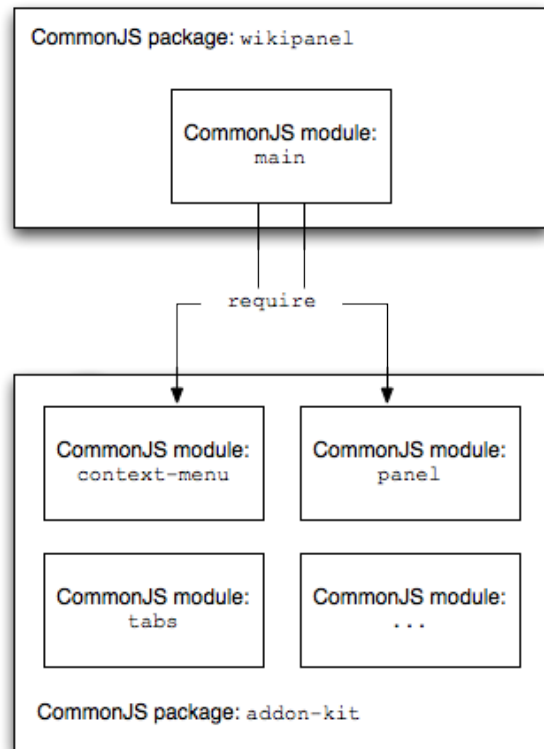 CommonJS package: wikipanel
CommonJS module:
main
require
CommonJS module:
context-menu
CommonJS module:
panel
CommonJS module:
tabs
CommonJS module:
...
CommonJS package: addon-kit